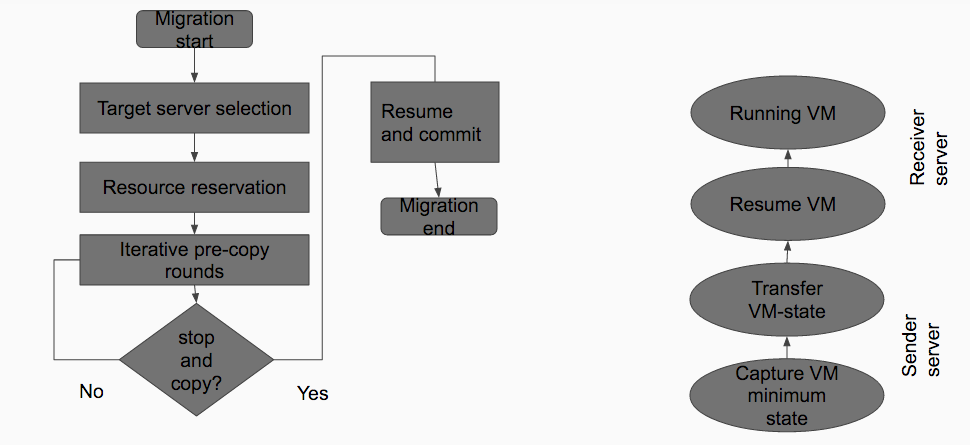 Migration
start
Target server selection
Resource reservation
Iterative pre-copy
rounds
stop
and
copy?
No
Yes
Resume
and commit
Migration
end
Running VM
Resume VM
Transfer
VM-state
Capture VM
minimum
state
Receiver
server
Sender
server